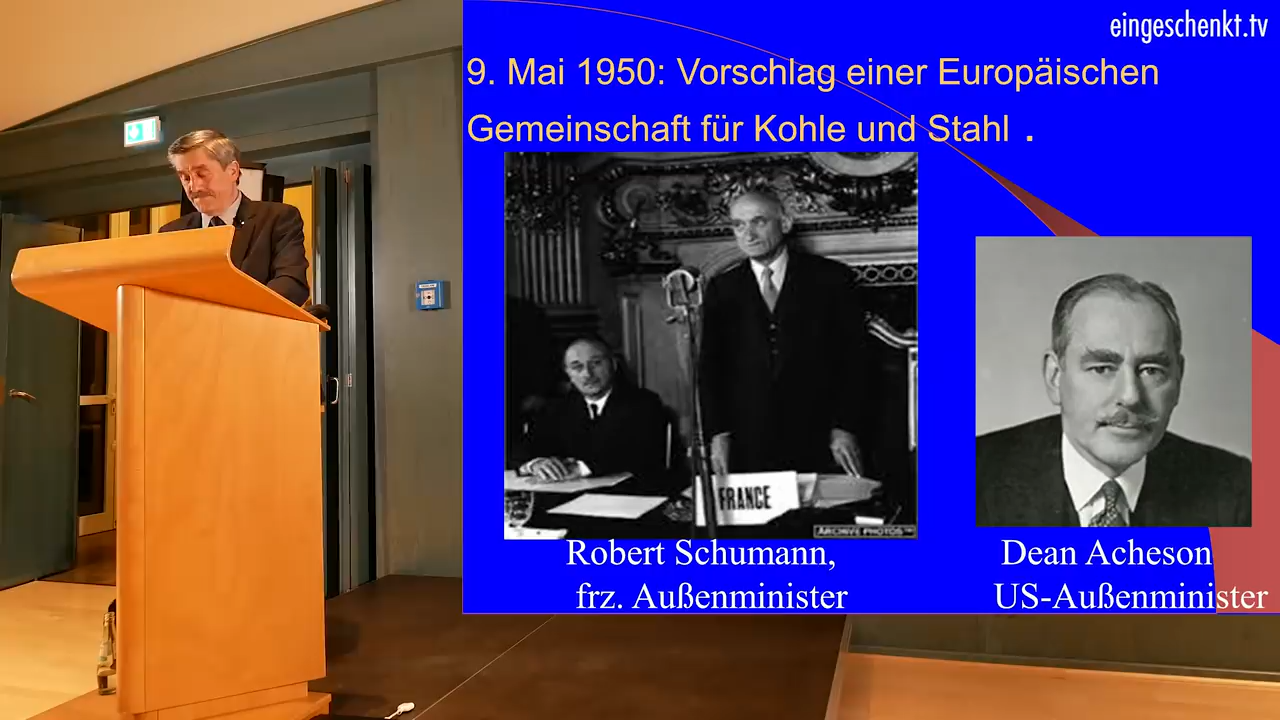 eingeschenkt.tv
9. Mai 1950: Vorschlag einer Europäischen
Gemeinschaft für Kohle und Stahl .
FRANCE
ARCHIVE PHOTOS™
Robert Schumann,
frz. Außenminister
Dean Acheson
US-Außenminister